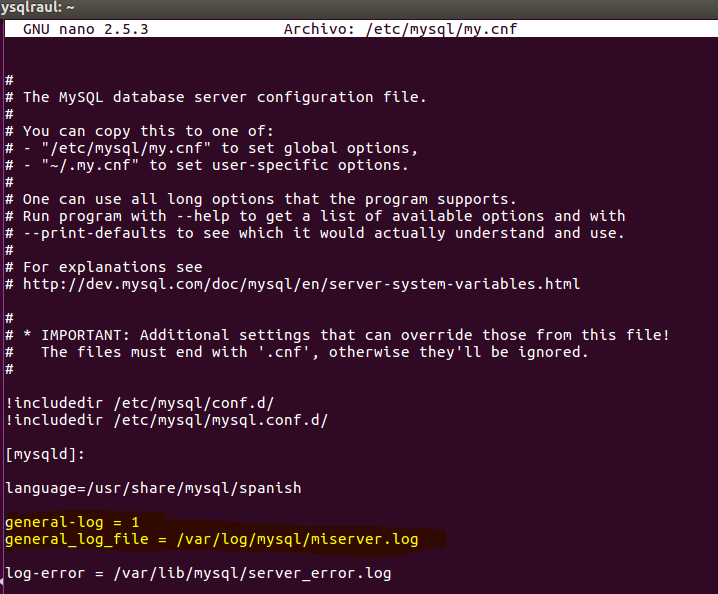 ysqlraul: ~
GNU nano 2.5.3 Archivo: /etc/mysql/my.cnf
#
# The MySQL database server configuration file.
#
# You can copy this to one of:
# - "/etc/mysql/my.cnf" to set global options,
# - "~/.my.cnf" to set user-specific options.
#
# One can use all long options that the program supports.
# Run program with --help to get a list of available options and with
# --print-defaults to see which it would actually understand and use.
#
# For explanations see
# http://dev.mysql.com/doc/mysql/en/server-system-variables.html
#
# * IMPORTANT: Additional settings that can override those from this file!
#   The files must end with '.cnf', otherwise they'll be ignored.
#
!includedir /etc/mysql/conf.d/
!includedir /etc/mysql/mysql.conf.d/
[mysqld]:
language=/usr/share/mysql/spanish
general-log = 1
general_log_file = /var/log/mysql/miserver.log
log-error = /var/lib/mysql/server_error.log